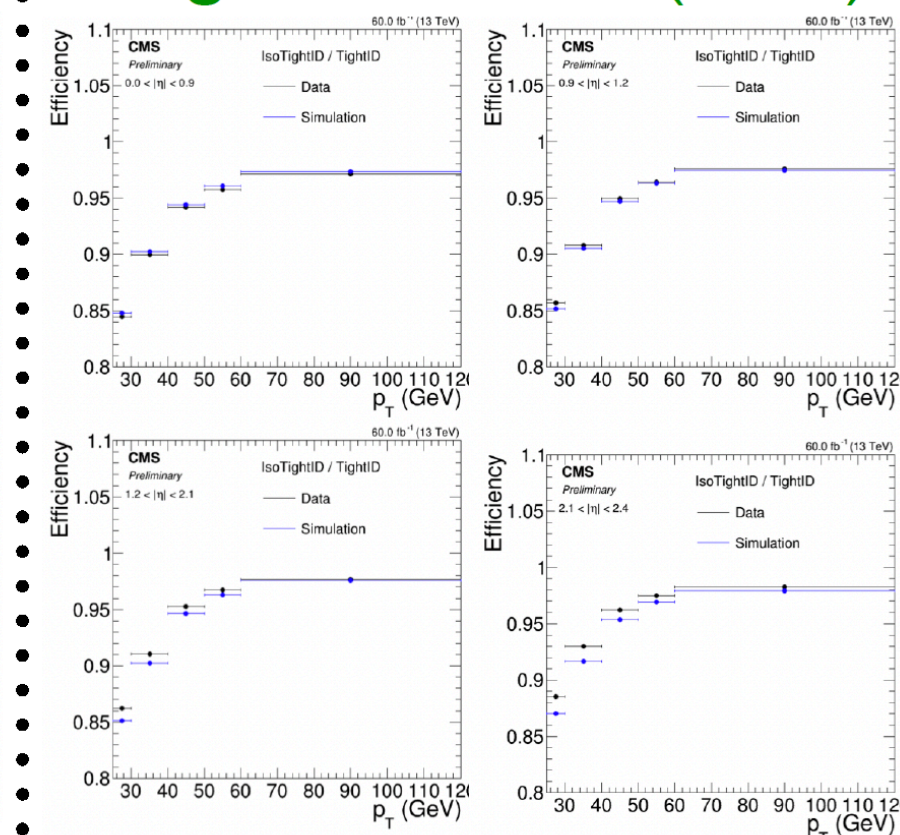 60.0 fb⁻¹ (13 TeV)
CMS
Preliminary
0.0 < |η| < 0.9
IsoTightID / TightID
Data
Simulation
Efficiency
1.1
1.05
1
0.95
0.9
0.85
0.8
30 40 50 60 70 80 90 100 110 12
p_T (GeV)
60.0 fb⁻¹ (13 TeV)
CMS
Preliminary
0.9 < |η| < 1.2
IsoTightID / TightID
Data
Simulation
Efficiency
1.1
1.05
1
0.95
0.9
0.85
0.8
30 40 50 60 70 80 90 100 110 120
p_T (GeV)
60.0 fb⁻¹ (13 TeV)
CMS
Preliminary
1.2 < |η| < 2.1
IsoTightID / TightID
Data
Simulation
Efficiency
1.1
1.05
1
0.95
0.9
0.85
0.8
30 40 50 60 70 80 90 100 110 120
p_T (GeV)
60.0 fb⁻¹ (13 TeV)
CMS
Preliminary
2.1 < |η| < 2.4
IsoTightID / TightID
Data
Simulation
Efficiency
1.1
1.05
1
0.95
0.9
0.85
0.8
30 40 50 60 70 80 90 100 110 120
p_T (GeV)